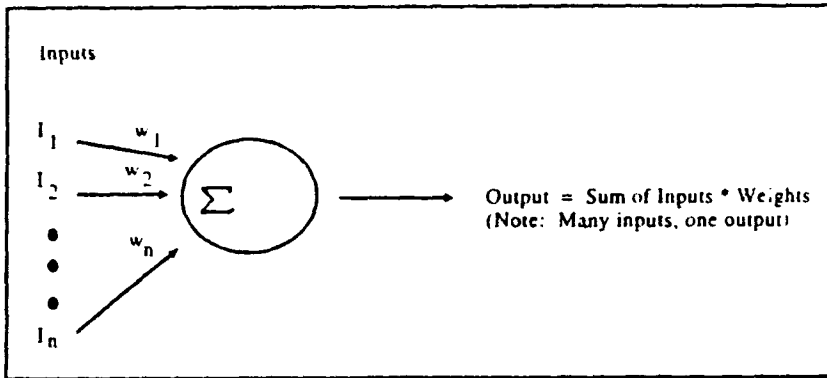 Inputs
I1
w1
I2
w2
Σ
wn
In
Output = Sum of Inputs * Weights
(Note: Many inputs, one output)